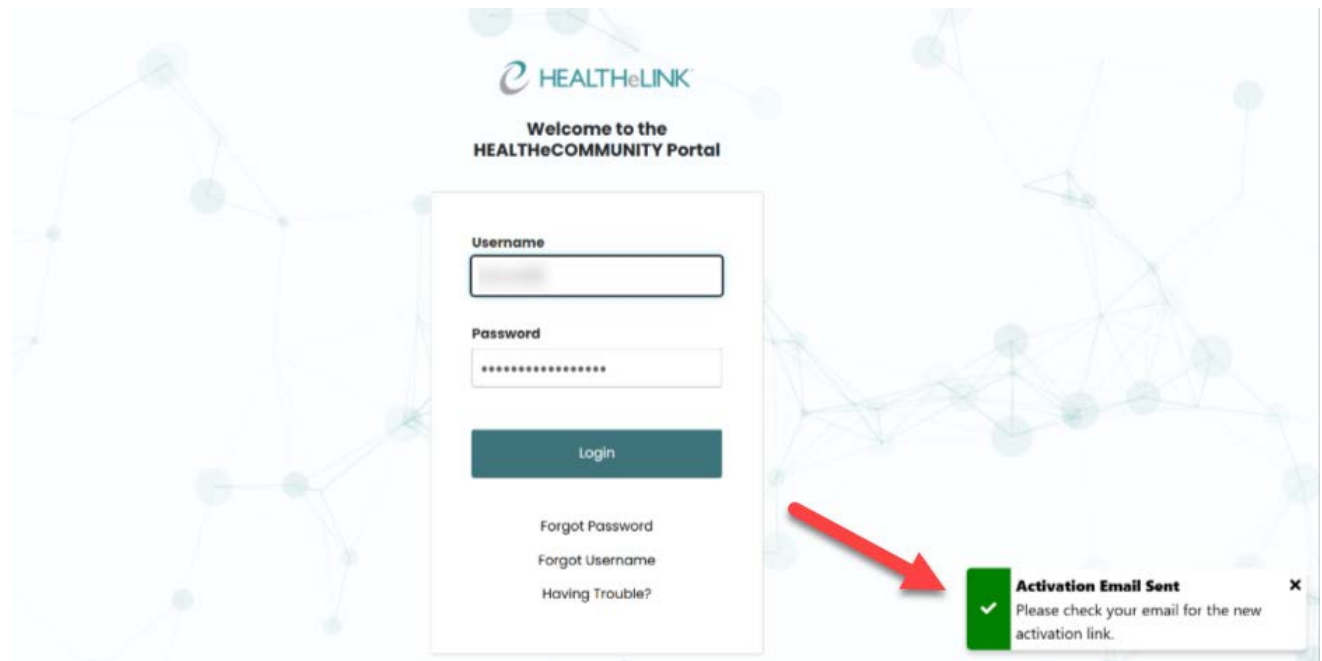 HEALTHeLINK
Welcome to the
HEALTHeCOMMUNITY Portal
Username
Password
•••••••••••••••••
Login
Forgot Password
Forgot Username
Having Trouble?
Activation Email Sent
Please check your email for the new
activation link.